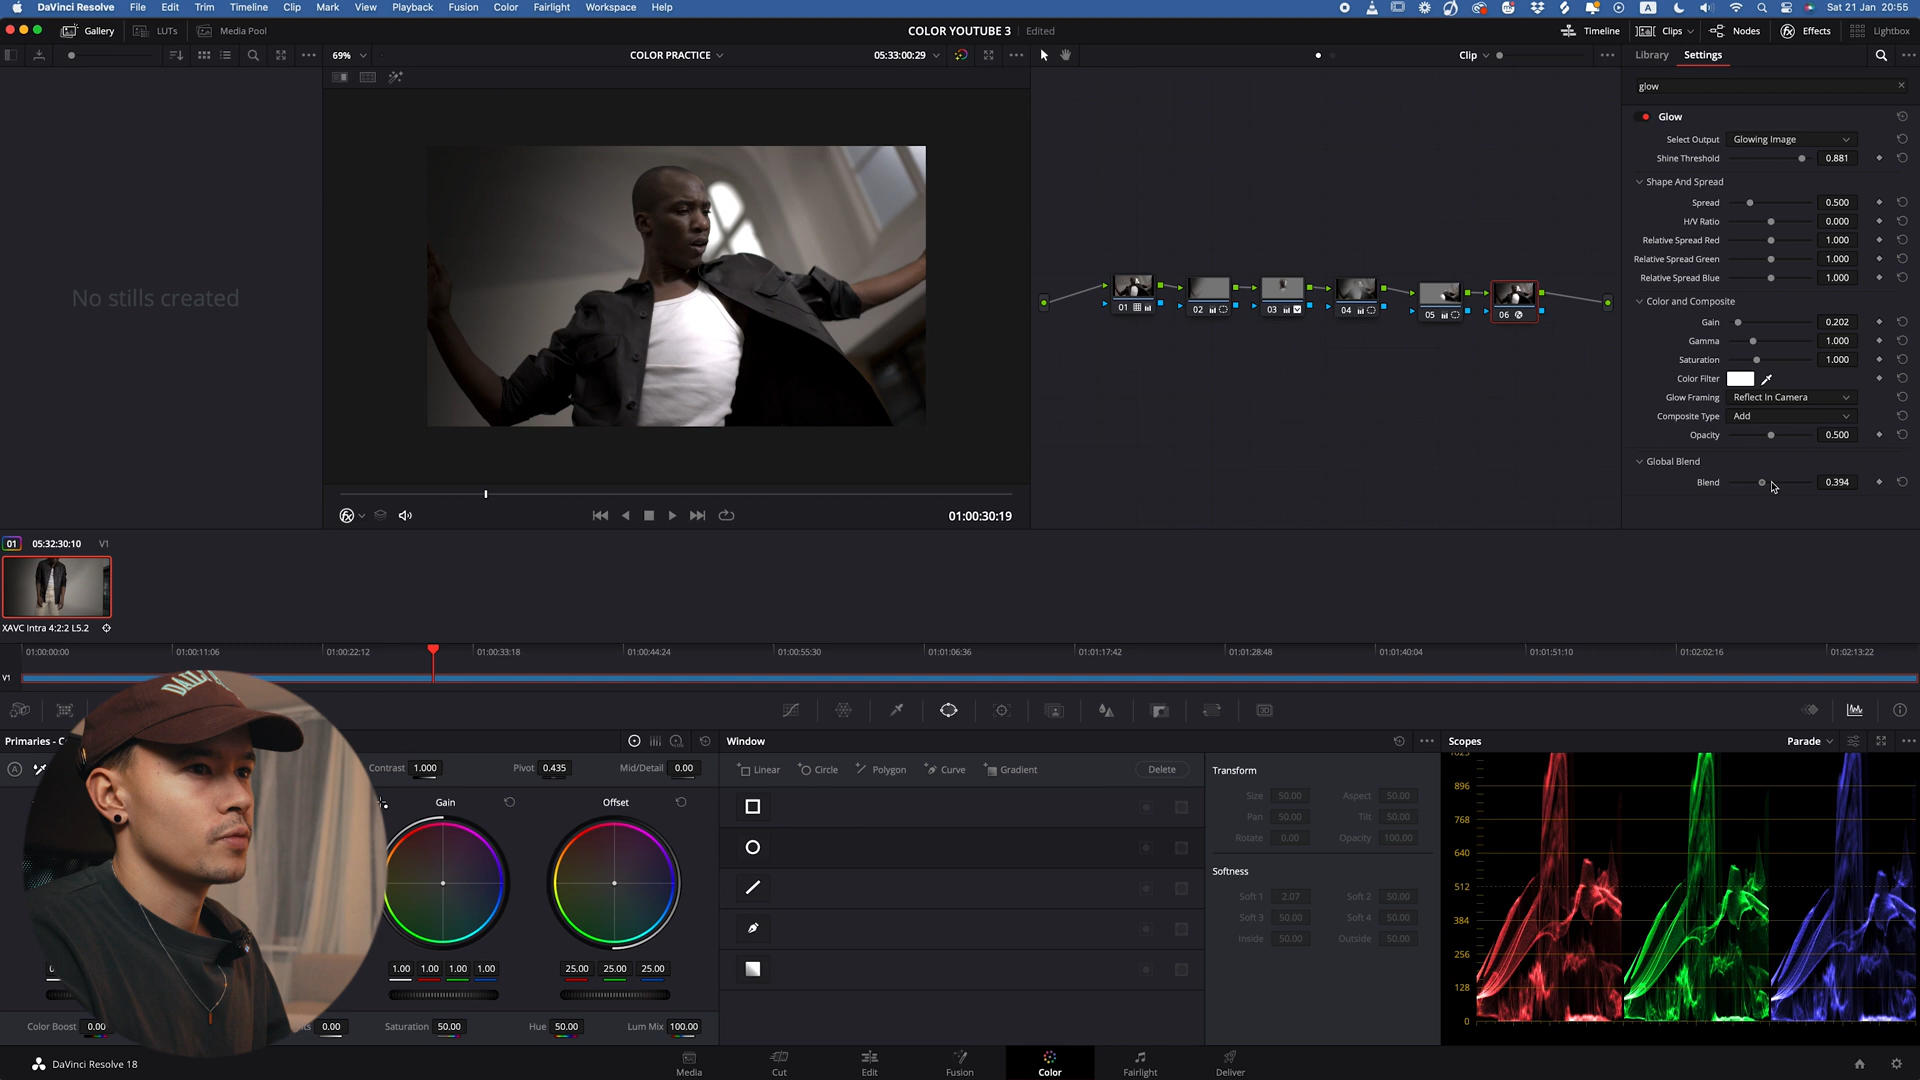 DaVinci Resolve File Edit Trim Timeline Clip Mark View Playback Fusion Color Fairlight Workspace Help
A Sat 21 Jan 20:55
Gallery LUTs Media Pool
COLOR YOUTUBE 3 Edited
Timeline Clips Nodes Effects Lightbox
69% COLOR PRACTICE 05:33:00:29
Clip
Library Settings
glow
Glow
Select Output Glowing Image
Shine Threshold 0.881
Shape And Spread
Spread 0.500
H/V Ratio 0.000
Relative Spread Red 1.000
Relative Spread Green 1.000
Relative Spread Blue 1.000
Color and Composite
Gain 0.202
Gamma 1.000
Saturation 1.000
Color Filter
Glow Framing Reflect In Camera
Composite Type Add
Opacity 0.500
Global Blend
Blend 0.394
No stills created
01 02 03 04 05 06
01:00:30:19
01 05:32:30:10 V1
XAVC Intra 4:2:2 L5.2
01:00:00:00 01:00:11:06 01:00:22:12 01:00:33:18 01:00:44:24 01:00:55:30 01:01:06:36 01:01:17:42 01:01:28:48 01:01:40:04 01:01:51:10 01:02:02:16 01:02:13:22
V1
3D
Primaries - C
A
Contrast 1.000 Pivot 0.435 Mid/Detail 0.00
Gain Offset
1.00 1.00 1.00 1.00 25.00 25.00 25.00
Color Boost 0.00 0.00 Saturation 50.00 Hue 50.00 Lum Mix 100.00
Window
Linear Circle Polygon Curve Gradient Delete
Transform
Size 50.00 Aspect 50.00
Pan 50.00 Tilt 50.00
Rotate 0.00 Opacity 100.00
Softness
Soft 1 2.07 Soft 2 50.00
Soft 3 50.00 Soft 4 50.00
Inside 50.00 Outside 50.00
Scopes Parade
1023
896
768
640
512
384
256
128
0
DaVinci Resolve 18
Media Cut Edit Fusion Color Fairlight Deliver